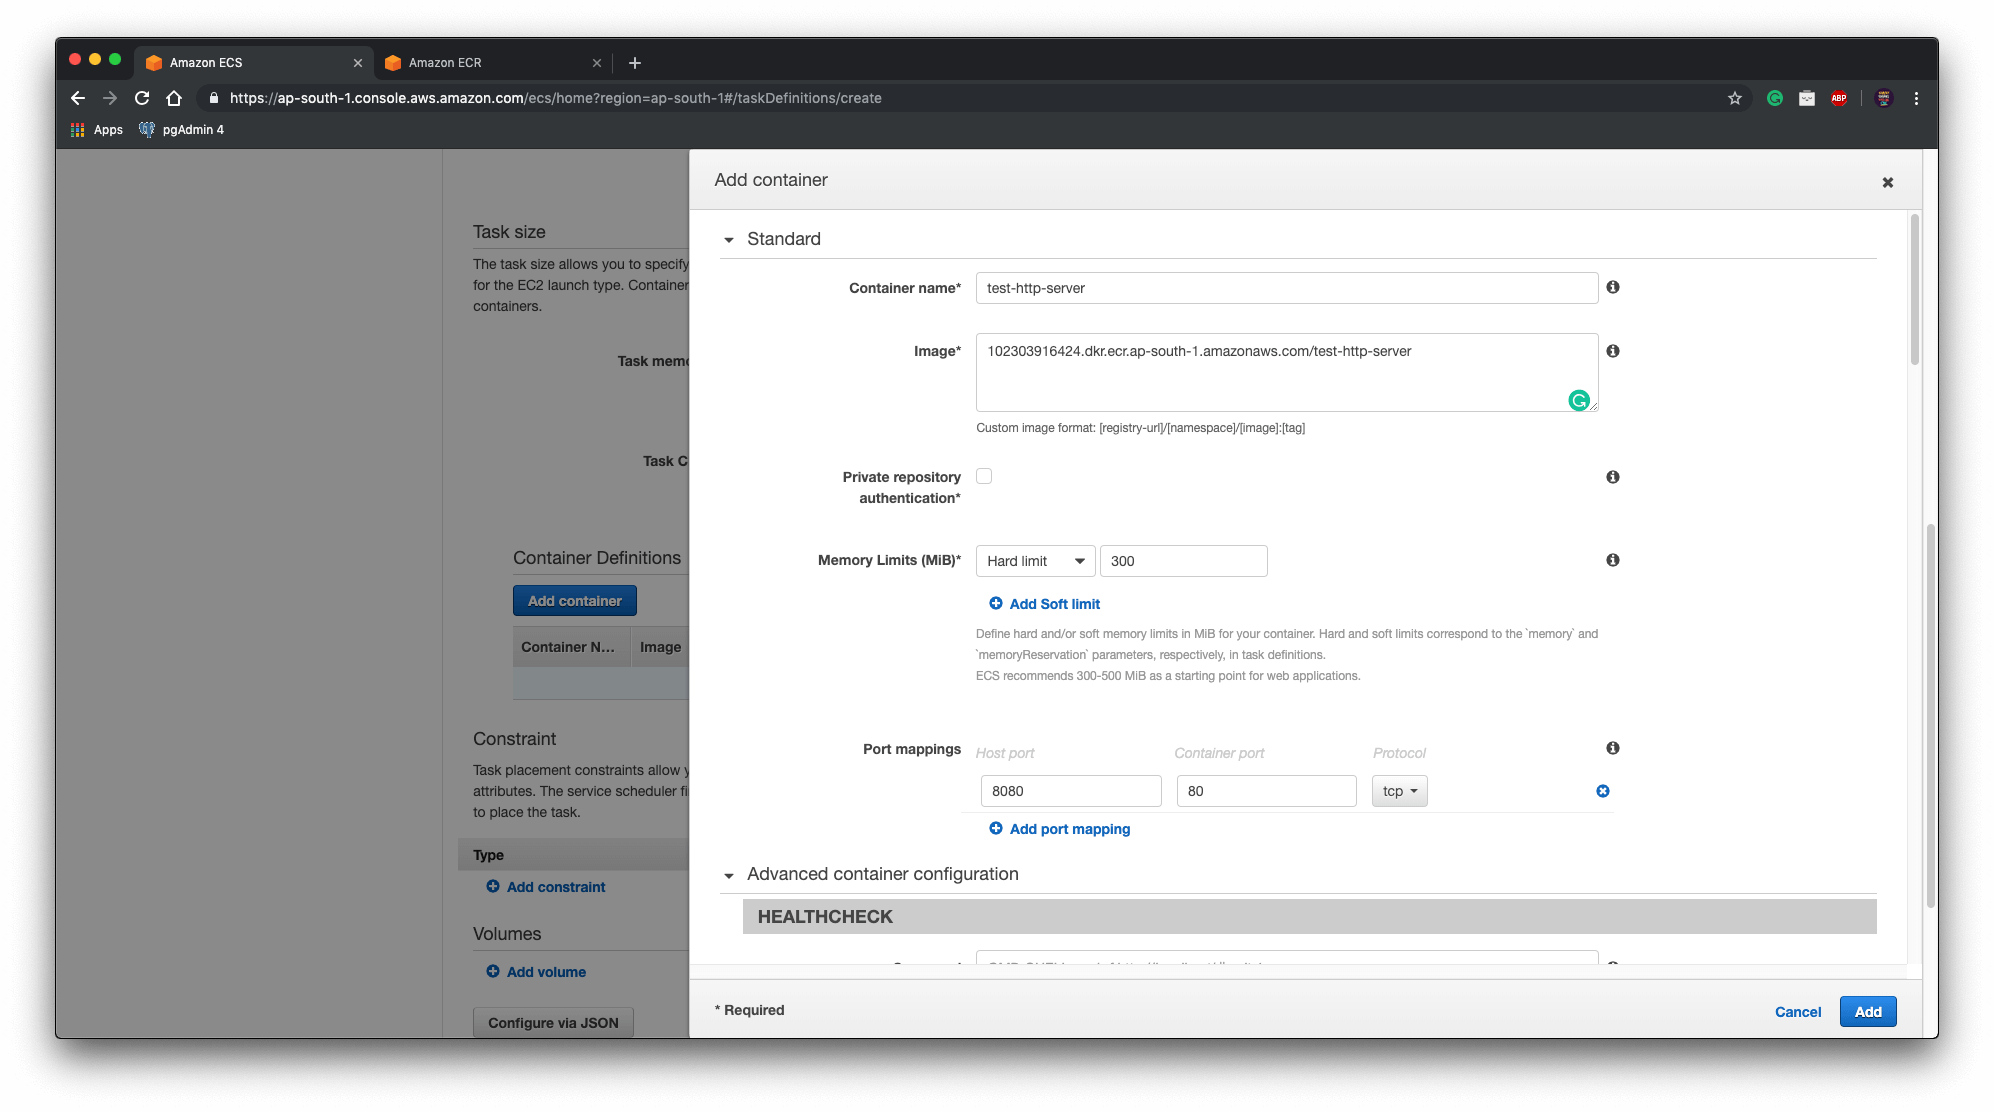 Amazon ECS
Amazon ECR
https://ap-south-1.console.aws.amazon.com/ecs/home?region=ap-south-1#/taskDefinitions/create
ABP
Apps
pgAdmin 4
Task size
The task size allows you to specify
for the EC2 launch type. Container
containers.
Task memo
Task C
Container Definitions
Add container
Container N...
Image
Constraint
Task placement constraints allow y
attributes. The service scheduler fi
to place the task.
Type
Add constraint
Volumes
Add volume
Configure via JSON
Add container
Standard
Container name*
test-http-server
Image*
102303916424.dkr.ecr.ap-south-1.amazonaws.com/test-http-server
Custom image format: [registry-url]/[namespace]/[image]:[tag]
Private repository
authentication*
Memory Limits (MiB)*
Hard limit
300
Add Soft limit
Define hard and/or soft memory limits in MiB for your container. Hard and soft limits correspond to the `memory` and
`memoryReservation` parameters, respectively, in task definitions.
ECS recommends 300-500 MiB as a starting point for web applications.
Port mappings
Host port
Container port
Protocol
8080
80
tcp
Add port mapping
Advanced container configuration
HEALTHCHECK
* Required
Cancel
Add